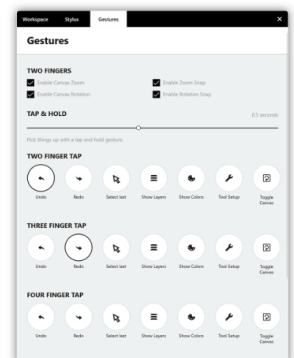 Workspace Stylus Gestures
Gestures
TWO FINGERS
Enable Canvas Zoom Enable Zoom Snap
Enable Canvas Rotation Enable Rotation Snap
TAP & HOLD 0.5 seconds
Pick things up with a tap and hold gesture.
TWO FINGER TAP
Undo Redo Select last Show Layers Show Colors Tool Setup Toggle
Canvas
THREE FINGER TAP
Undo Redo Select last Show Layers Show Colors Tool Setup Toggle
Canvas
FOUR FINGER TAP
Undo Redo Select last Show Layers Show Colors Tool Setup Toggle
Canvas